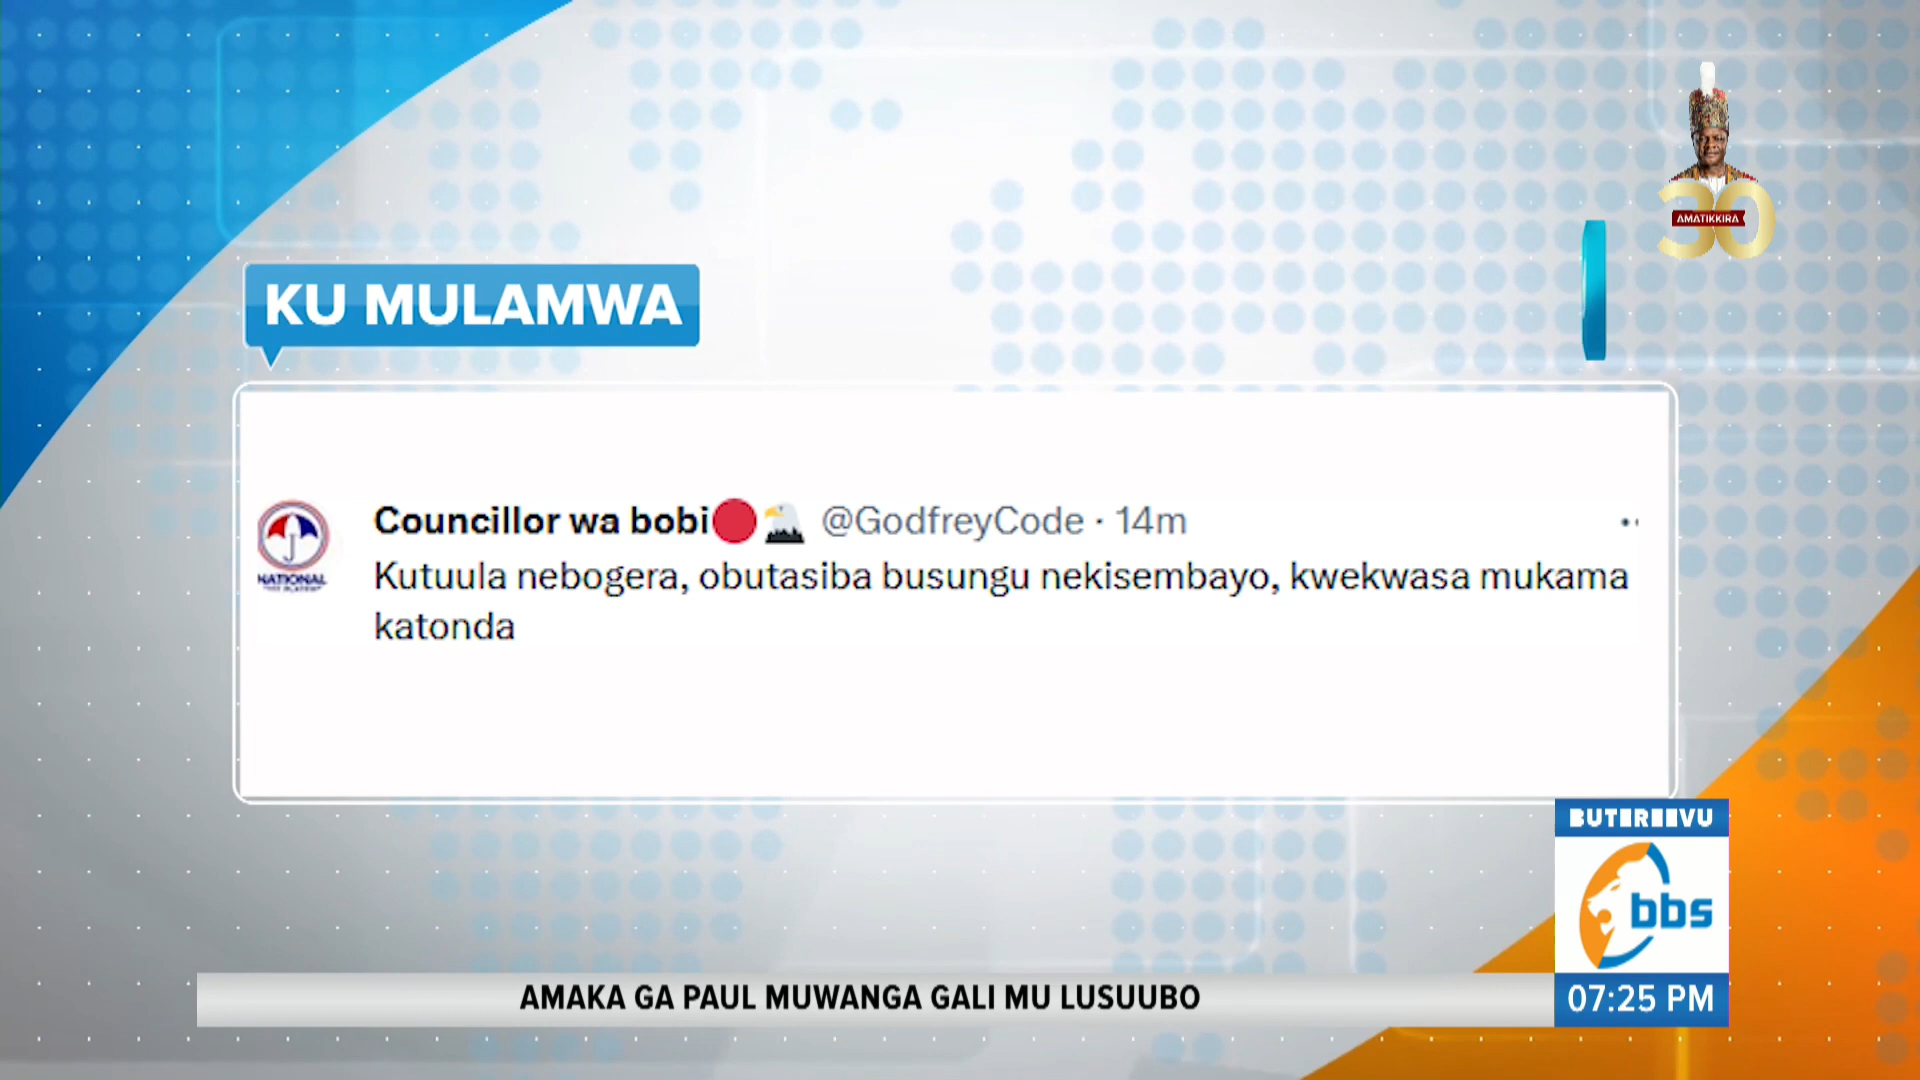 AMATIKKIRA
30
KU MULAMWA
Councillor wa bobi @GodfreyCode · 14m
Kutuula nebogera, obutasiba busungu nekisembayo, kwekwasa mukama
katonda
NATIONAL
BUTEREEVU
bbs
AMAKA GA PAUL MUWANGA GALI MU LUSUUBO
07:25 PM